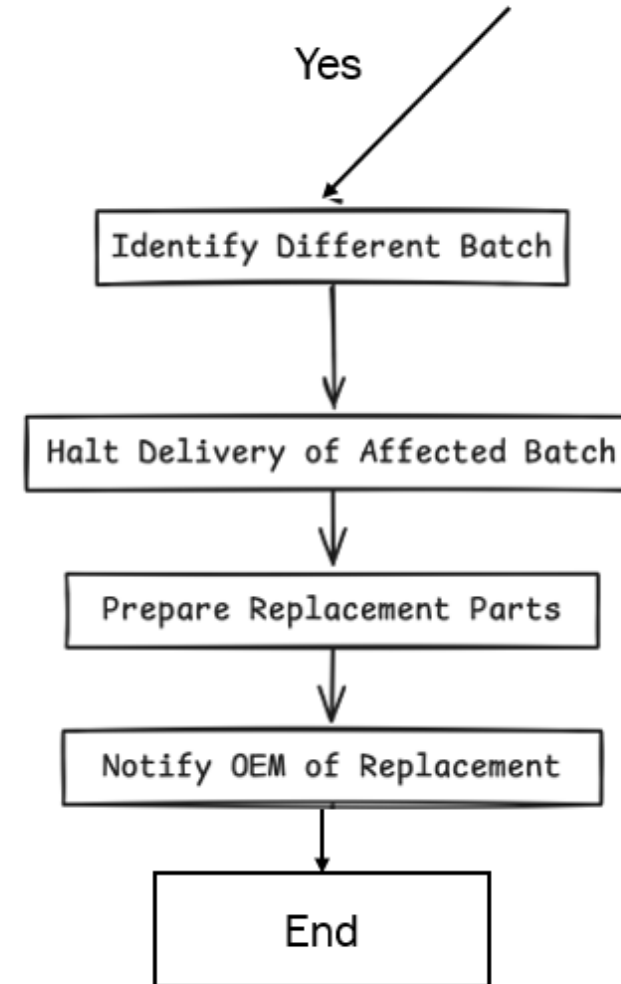 Yes
Identify Different Batch
Halt Delivery of Affected Batch
Prepare Replacement Parts
Notify OEM of Replacement
End